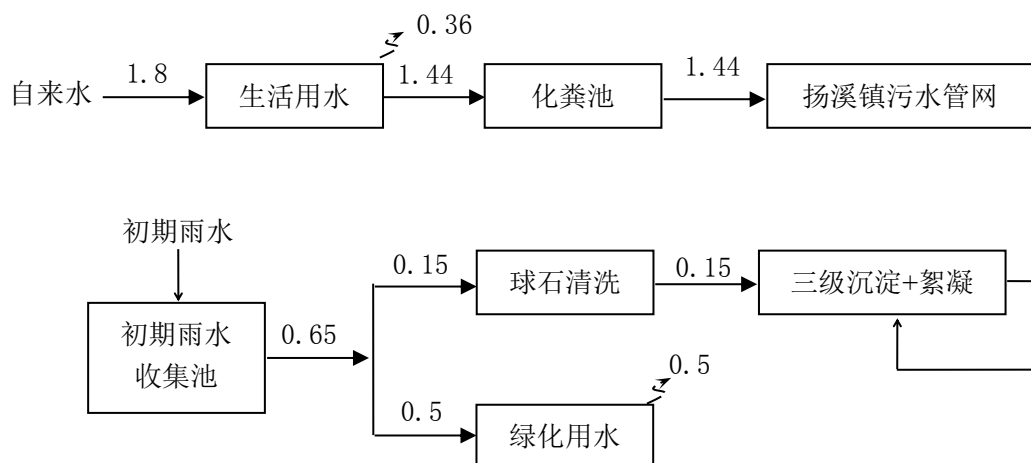 0.36
自来水 1.8 生活用水 1.44 化粪池 1.44 扬溪镇污水管网
初期雨水
初期雨水
收集池
0.65
0.15 球石清洗 0.15 三级沉淀+絮凝
0.5 绿化用水 0.5